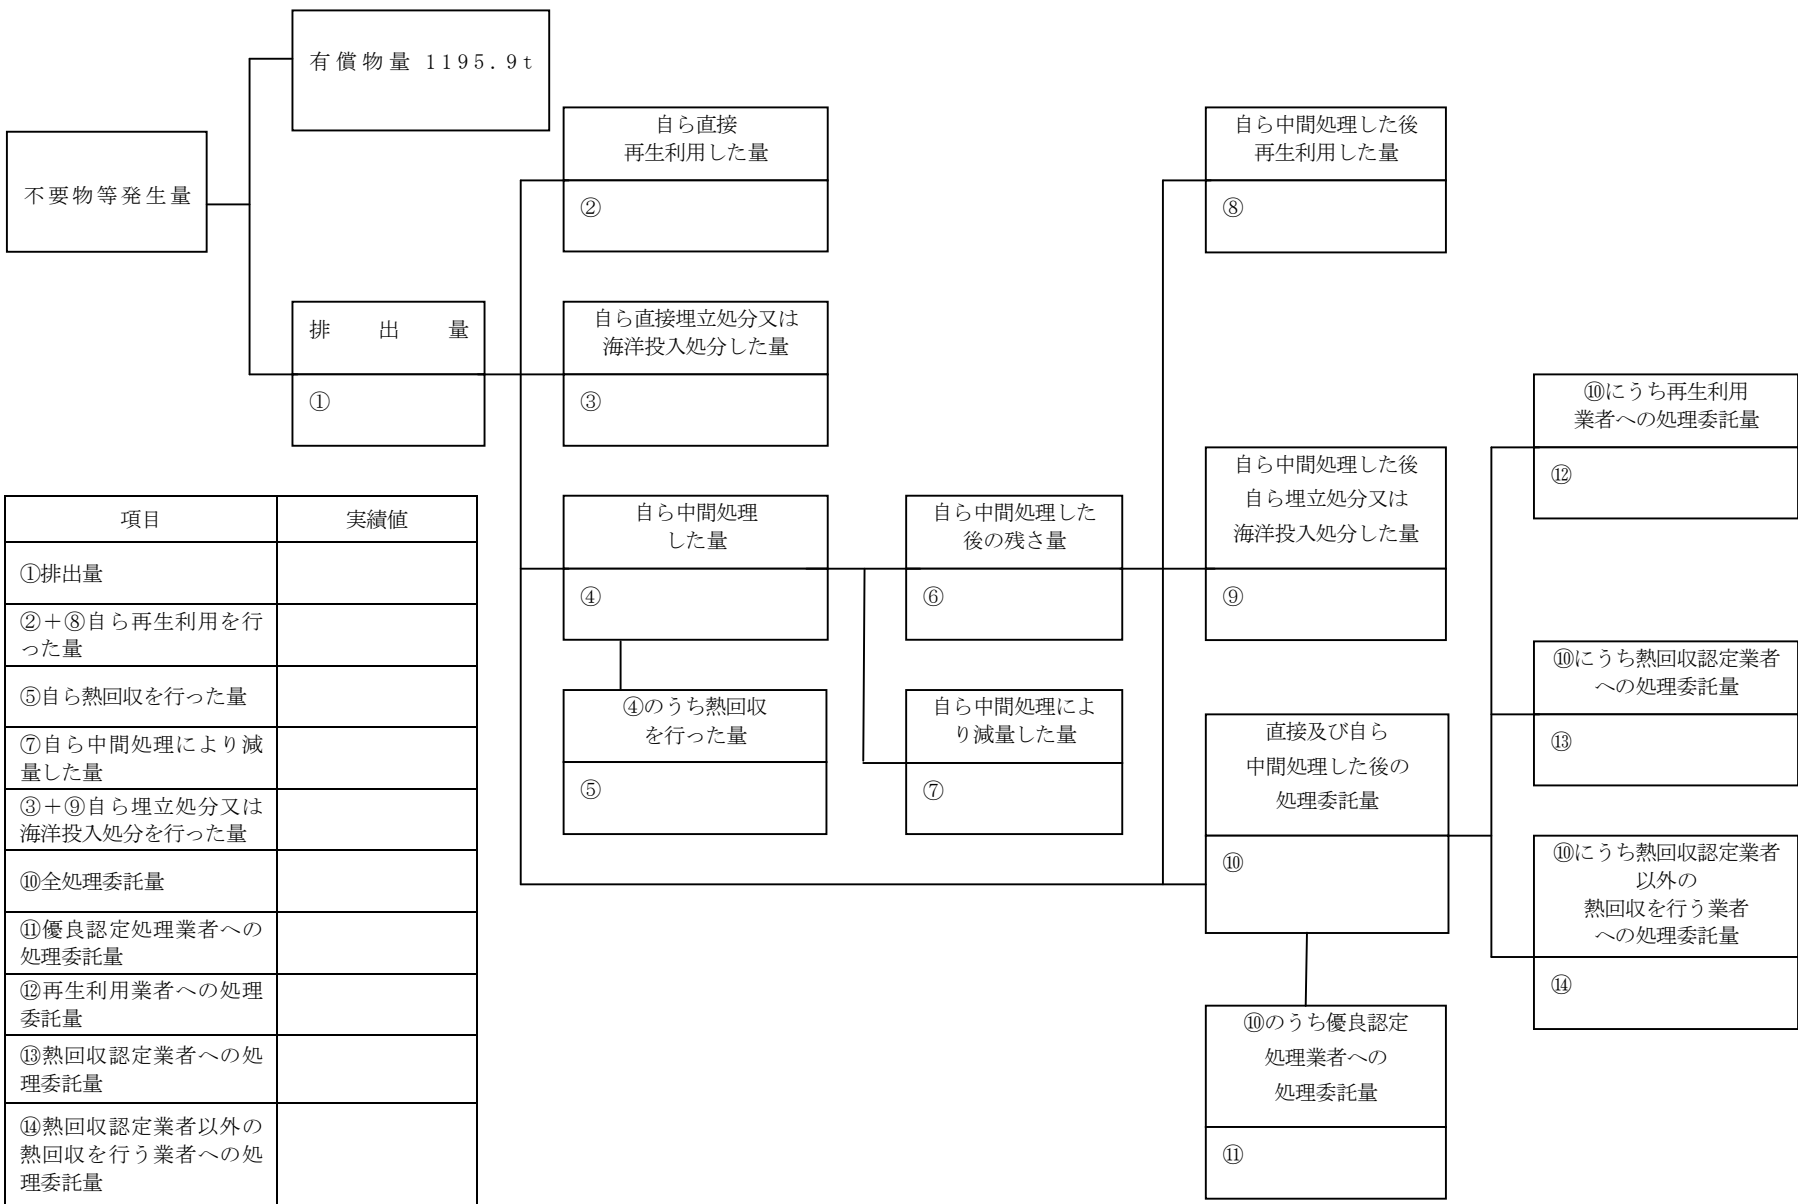 有償物量 1195.9t
不要物等発生量
排 出 量
①
自ら直接
再生利用した量
②
自ら直接埋立処分又は
海洋投入処分した量
③
自ら中間処理
した量
④
④のうち熱回収
を行った量
⑤
自ら中間処理した
後の残さ量
⑥
自ら中間処理によ
り減量した量
⑦
自ら中間処理した後
再生利用した量
⑧
自ら中間処理した後
自ら埋立処分又は
海洋投入処分した量
⑨
直接及び自ら
中間処理した後の
処理委託量
⑩
⑩のうち優良認定
処理業者への
処理委託量
⑪
⑩にうち再生利用
業者への処理委託量
⑫
⑩にうち熱回収認定業者
への処理委託量
⑬
⑩にうち熱回収認定業者
以外の
熱回収を行う業者
への処理委託量
⑭
項目 実績値
①排出量
②＋⑧自ら再生利用を行
った量
⑤自ら熱回収を行った量
⑦自ら中間処理により減
量した量
③＋⑨自ら埋立処分又は
海洋投入処分を行った量
⑩全処理委託量
⑪優良認定処理業者への
処理委託量
⑫再生利用業者への処理
委託量
⑬熱回収認定業者への処
理委託量
⑭熱回収認定業者以外の
熱回収を行う業者への処
理委託量